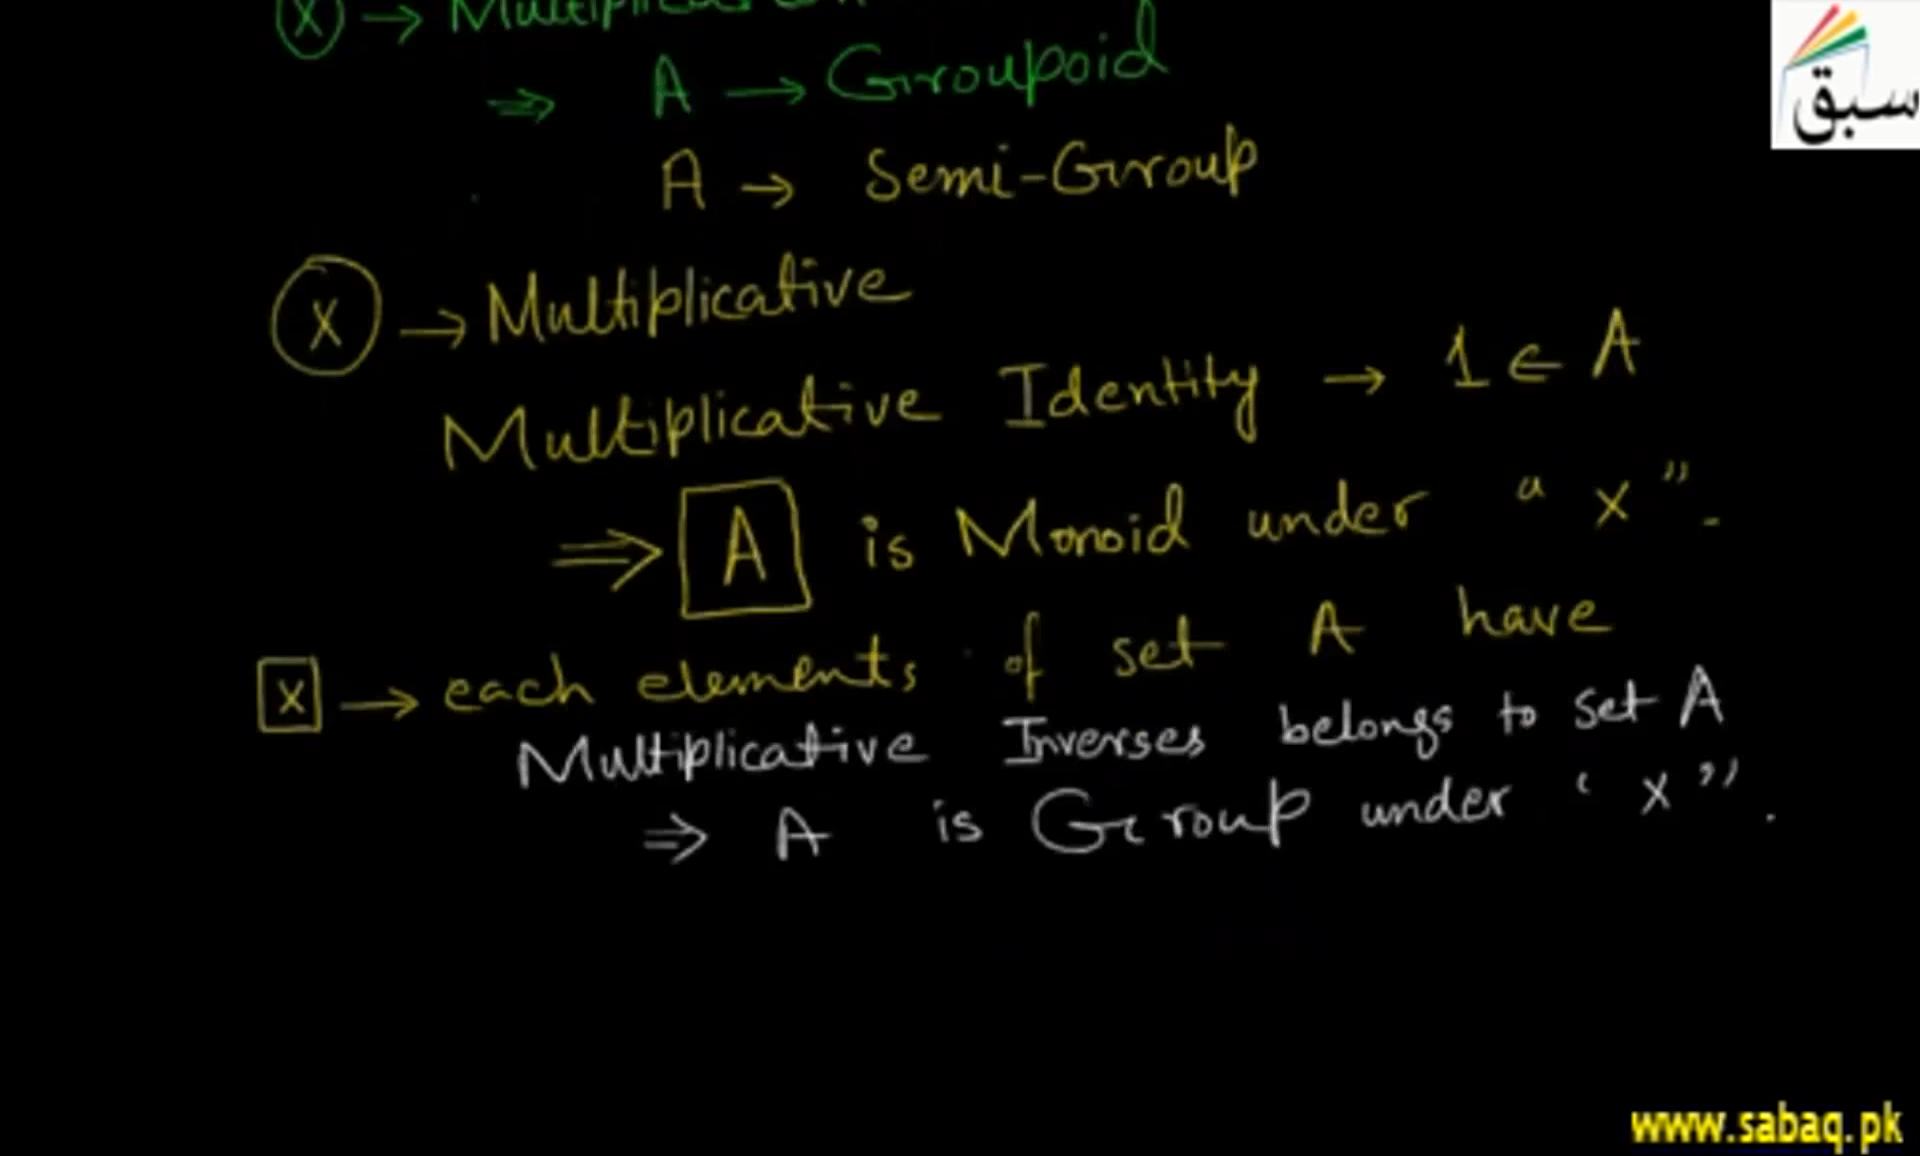 (X) →
⇒ A → Groupoid
سبق
A → Semi-Group
(X) → Multiplicative
Multiplicative Identity → 1 ∈ A
⇒ A is Monoid under "x".
X → each elements of set A have
Multiplicative Inverses belongs to set A
⇒ A is Group under ‘x”.
www.sabaq.pk